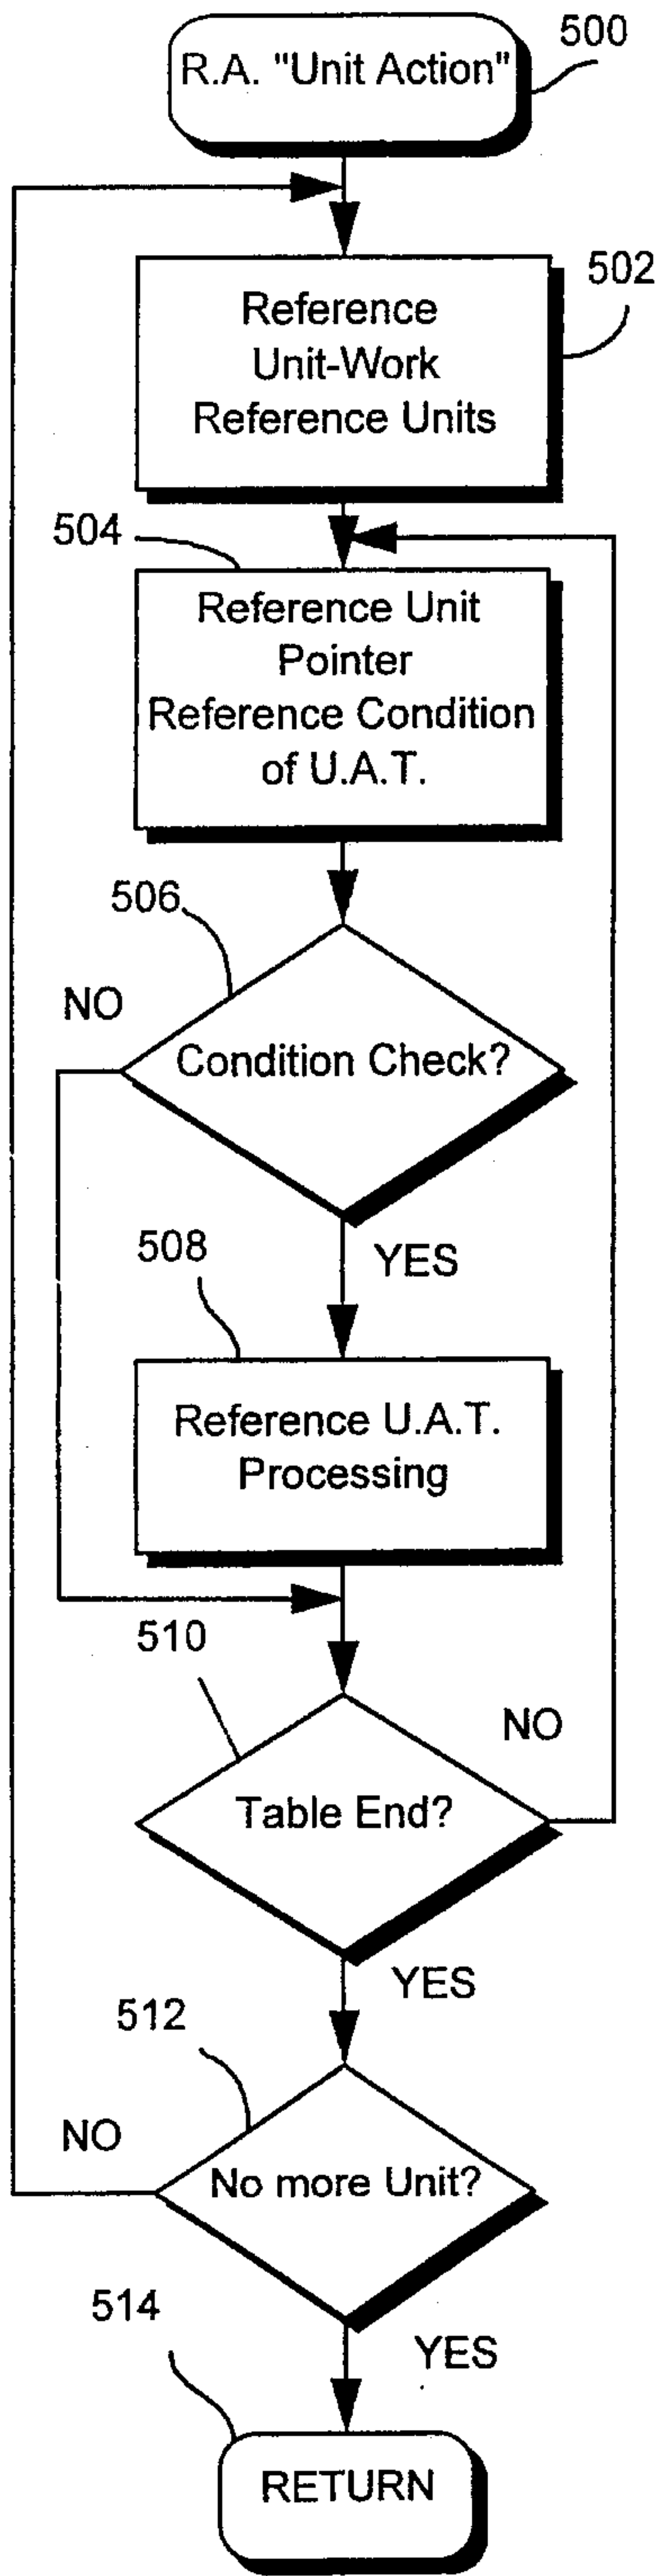 500
R.A. "Unit Action"
502
Reference
Unit-Work
Reference Units
504
Reference Unit
Pointer
Reference Condition
of U.A.T.
506
NO
Condition Check?
YES
508
Reference U.A.T.
Processing
510
NO
Table End?
YES
512
NO
No more Unit?
YES
514
RETURN